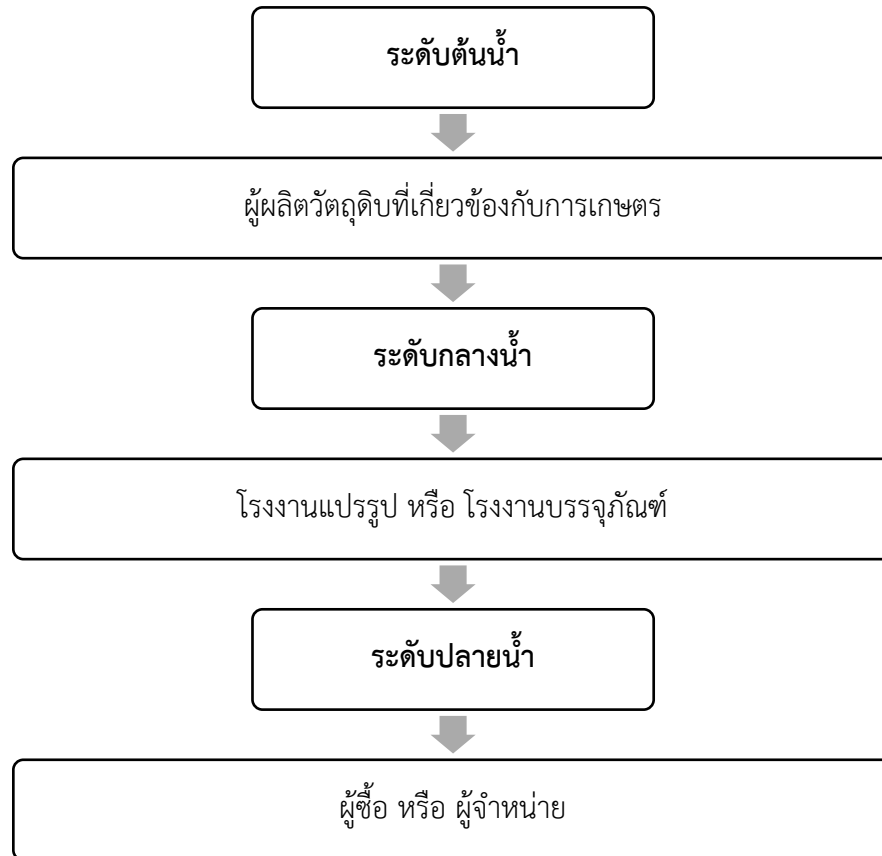 ระดับต้นน้ำ
ผู้ผลิตวัตถุดิบที่เกี่ยวข้องกับการเกษตร
ระดับกลางน้ำ
โรงงานแปรรูป หรือ โรงงานบรรจุภัณฑ์
ระดับปลายน้ำ
ผู้ซื้อ หรือ ผู้จำหน่าย